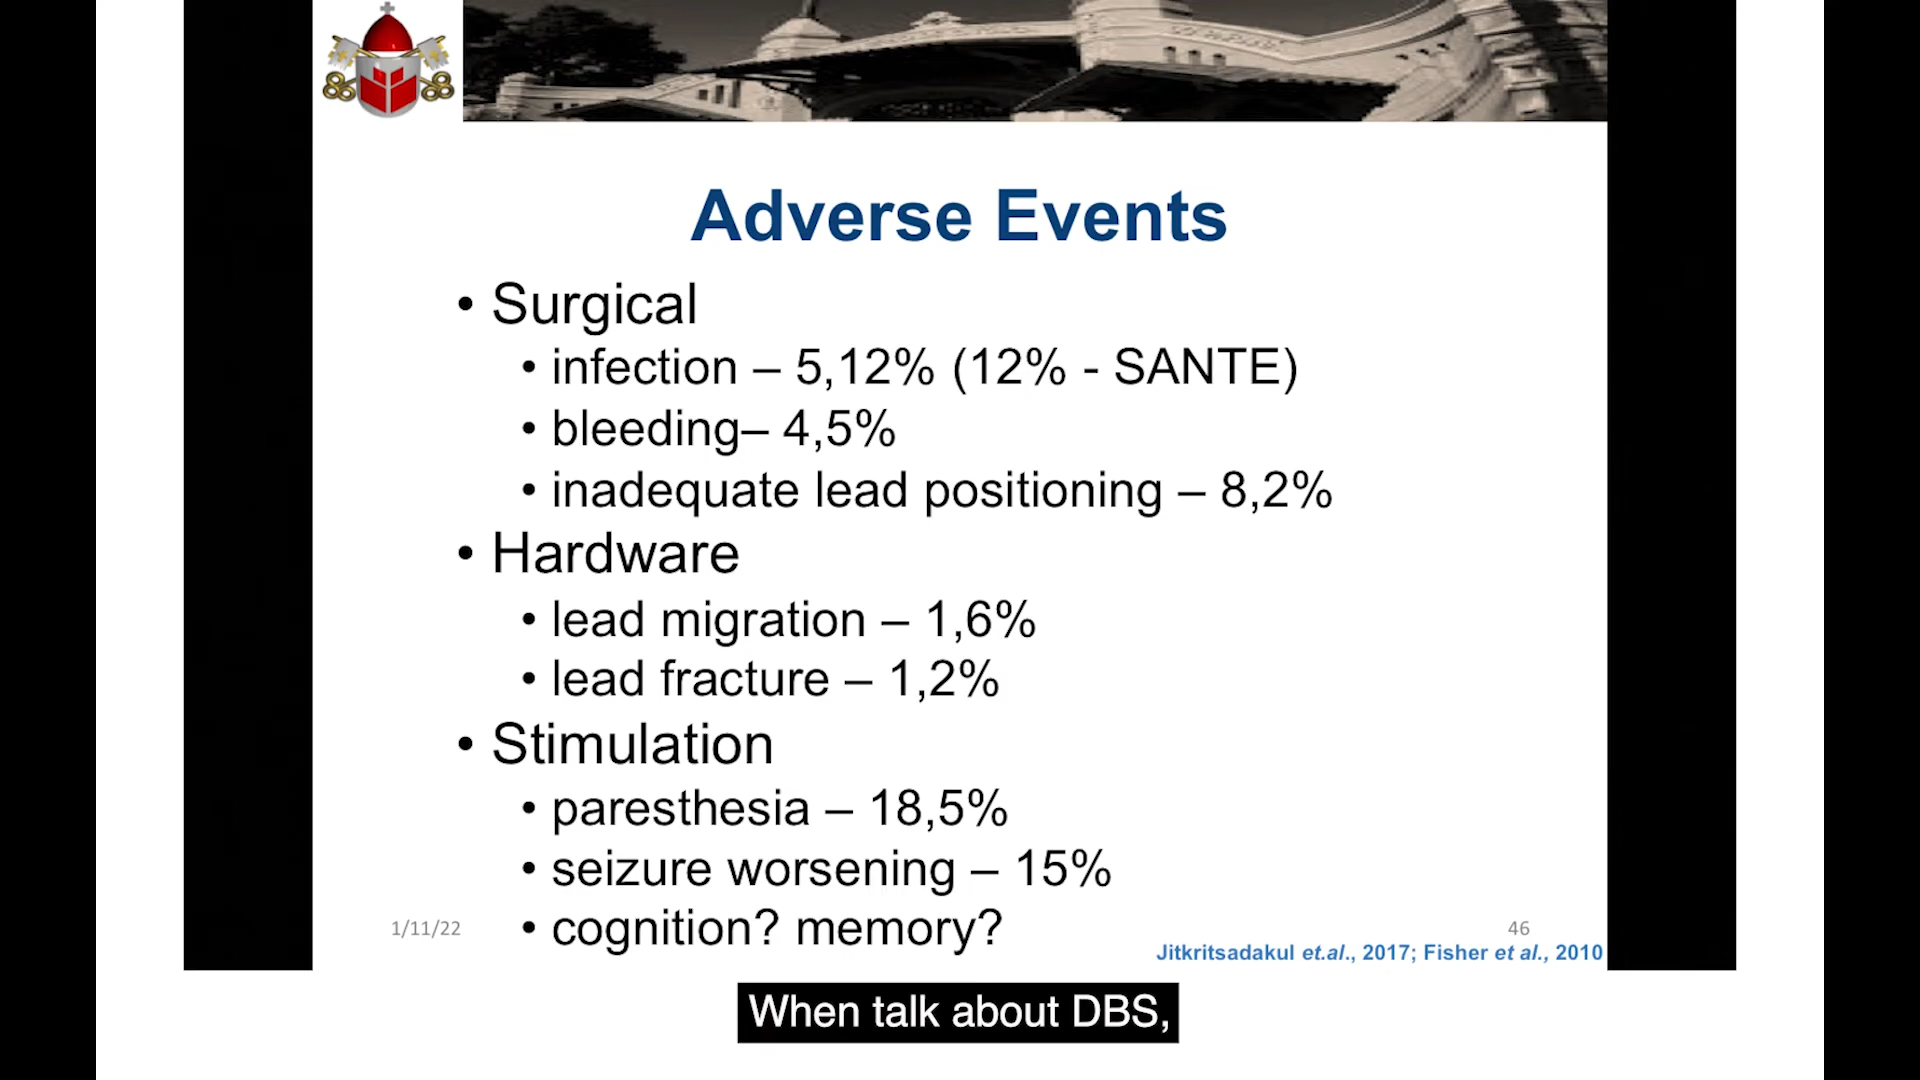 Adverse Events
• Surgical
• infection – 5,12% (12% - SANTE)
• bleeding– 4,5%
• inadequate lead positioning – 8,2%
• Hardware
• lead migration – 1,6%
• lead fracture – 1,2%
• Stimulation
• paresthesia – 18,5%
• seizure worsening – 15%
• cognition? memory?
1/11/22
46
Jitkritsadakul et.al., 2017; Fisher et al., 2010
When talk about DBS,